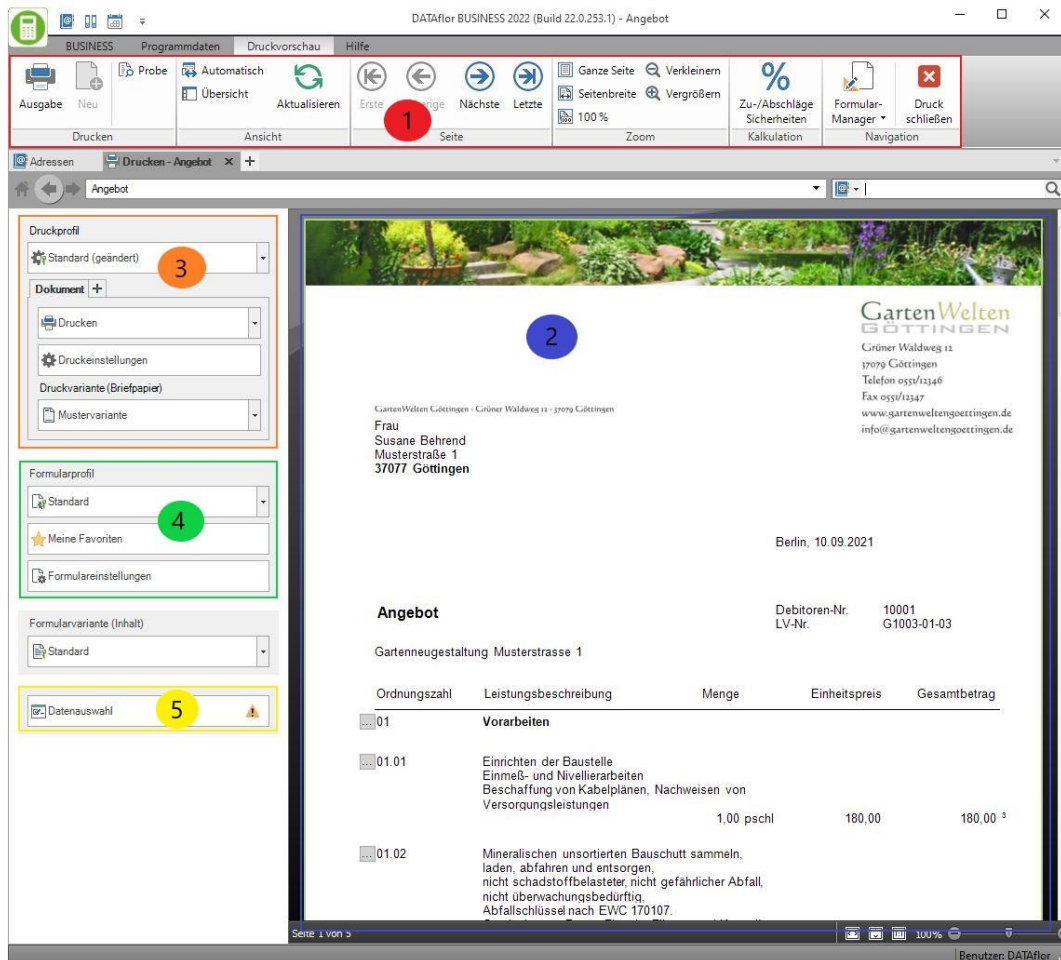 DATAflor BUSINESS 2022 (Build 22.0.253.1) - Angebot
BUSINESS Programmdaten Druckvorschau Hilfe
Ausgabe
Neu
Probe
Drucken
Automatisch
Übersicht
Aktualisieren
Ansicht
Erste
Nächste
Letzte
1
Seite
Ganze Seite
Seitenbreite
100 %
Verkleinern
Vergrößern
Zoom
%
Zu-/Abschläge
Sicherheiten
Kalkulation
Formular-
Manager
Druck
schließen
Navigation
Adressen
Drucken - Angebot
Angebot
Druckprofil
Standard (geändert)
3
Dokument
Drucken
Druckeinstellungen
Druckvariante (Briefpapier)
Mustervariante
Formularprofil
Standard
4
Meine Favoriten
Formulareinstellungen
Formularvariante (Inhalt)
Standard
Datenauswahl
5
2
GartenWelten
GÖTTINGEN
Grüner Waldweg 12
37079 Göttingen
Telefon 0551/12346
Fax 0551/12347
www.gartenweltengoettingen.de
info@gartenweltengoettingen.de
GartenWelten Göttingen - Grüner Waldweg 12 - 37079 Göttingen
Frau
Susane Behrend
Musterstraße 1
37077 Göttingen
Berlin, 10.09.2021
Angebot
Debitoren-Nr. 10001
LV-Nr. G1003-01-03
Gartenneugestaltung Musterstrasse 1
Ordnungszahl Leistungsbeschreibung Menge Einheitspreis Gesamtbetrag
... 01 Vorarbeiten
... 01.01 Einrichten der Baustelle
Einmeß- und Nivellierarbeiten
Beschaffung von Kabelplänen, Nachweisen von
Versorgungsleistungen
1,00 pschl 180,00 180,00 ³
... 01.02 Mineralischen unsortierten Bauschutt sammeln,
laden, abfahren und entsorgen,
nicht schadstoffbelasteter, nicht gefährlicher Abfall,
nicht überwachungsbedürftig,
Abfallschlüssel nach EWC 170107.
Seite 1 von 5
100%
Benutzer: DATAflor